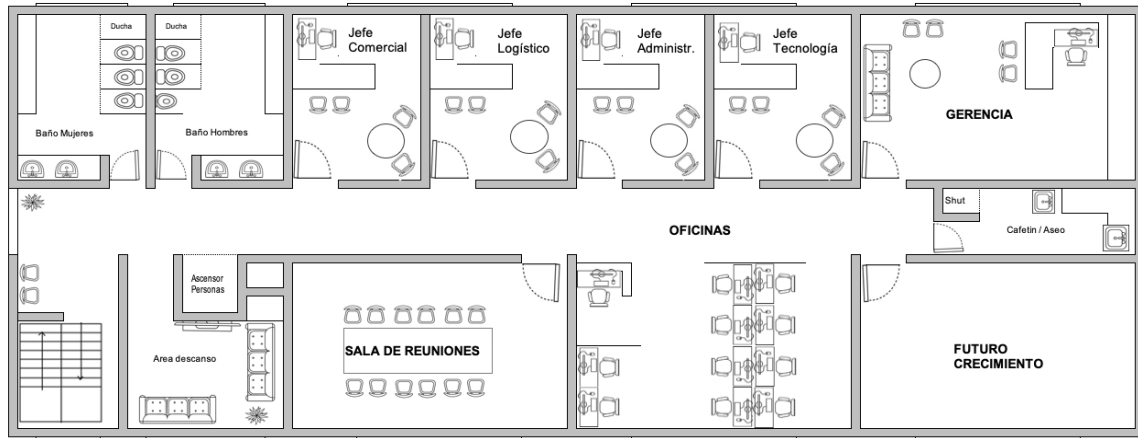 Ducha
Ducha
Jefe
Comercial
Jefe
Logístico
Jefe
Administr.
Jefe
Tecnología
GERENCIA
Baño Mujeres
Baño Hombres
Shut
OFICINAS
Cafetin / Aseo
Ascensor
Personas
SALA DE REUNIONES
Area descanso
FUTURO
CRECIMIENTO